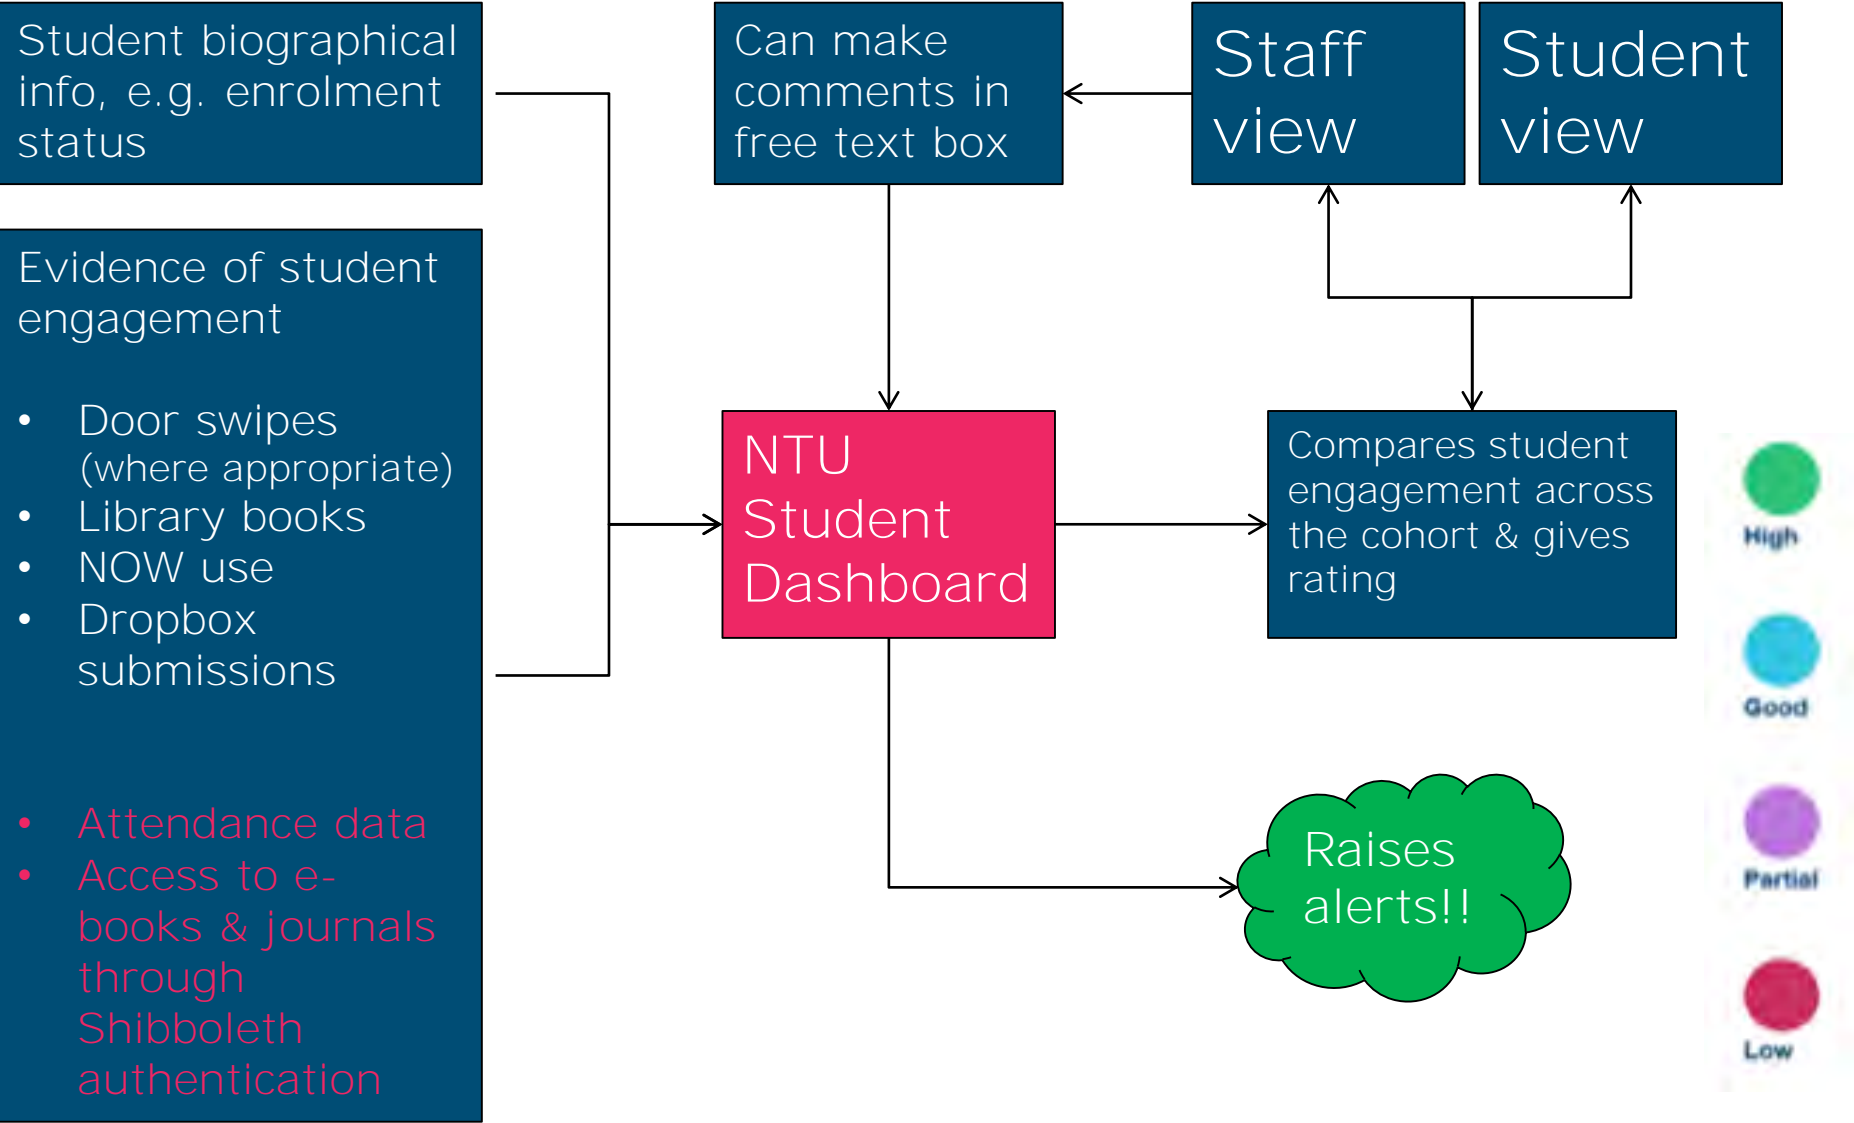 Student biographical
info, e.g. enrolment
status
Evidence of student
engagement
• Door swipes
(where appropriate)
• Library books
• NOW use
• Dropbox
submissions
• Attendance data
• Access to e-
books & journals
through
Shibboleth
authentication
Can make
comments in
free text box
Staff
view
Student
view
NTU
Student
Dashboard
Compares student
engagement across
the cohort & gives
rating
Raises
alerts!!
High
Good
Partial
Low